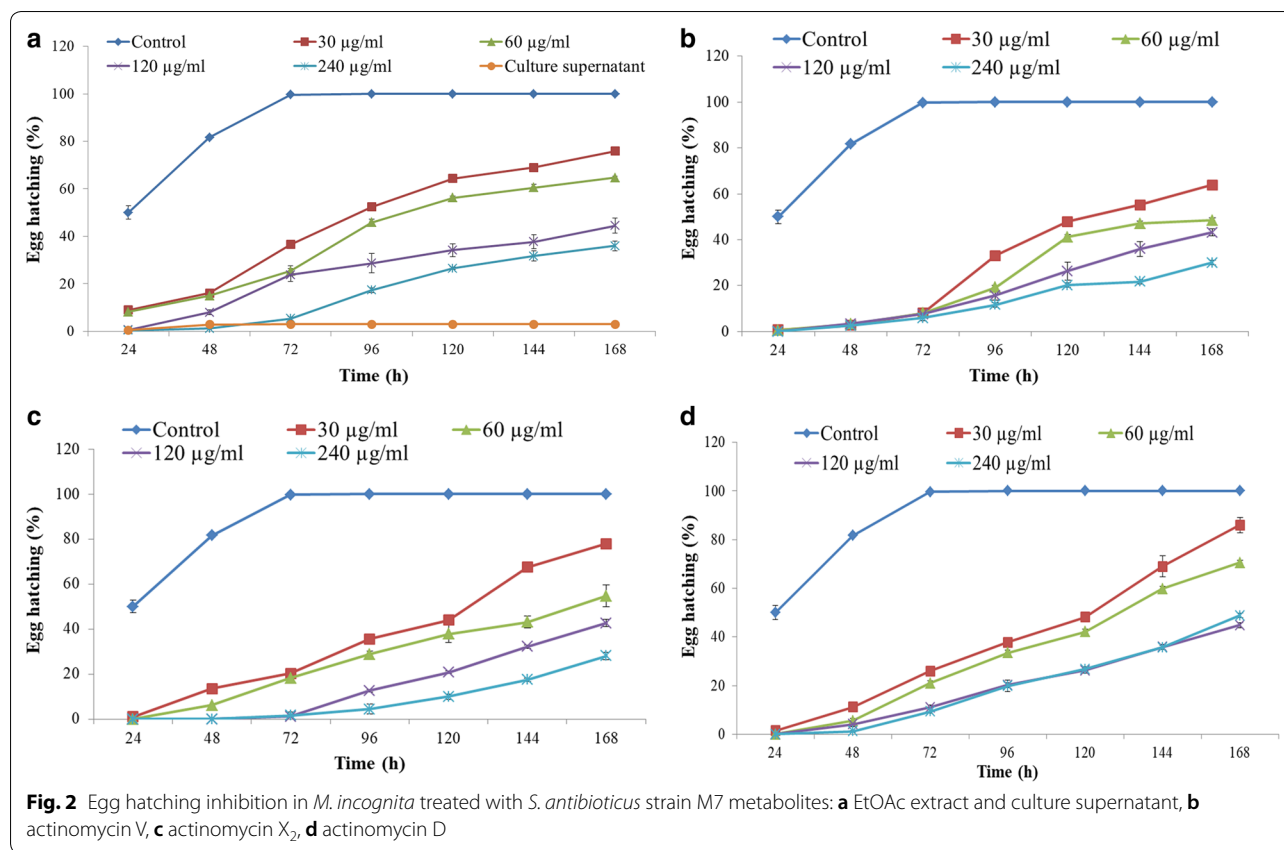 a
Control 30 µg/ml 60 µg/ml
120 µg/ml 240 µg/ml Culture supernatant
120
100
80
60
40
20
0
Egg hatching (%)
24 48 72 96 120 144 168
Time (h)
b
Control 30 µg/ml 60 µg/ml
120 µg/ml 240 µg/ml
120
100
80
60
40
20
0
Egg hatching (%)
24 48 72 96 120 144 168
Time (h)
c
Control 30 µg/ml 60 µg/ml
120 µg/ml 240 µg/ml
120
100
80
60
40
20
0
Egg hatching (%)
24 48 72 96 120 144 168
Time (h)
d
Control 30 µg/ml 60 µg/ml
120 µg/ml 240 µg/ml
120
100
80
60
40
20
0
Egg hatching (%)
24 48 72 96 120 144 168
Time (h)
Fig. 2 Egg hatching inhibition in M. incognita treated with S. antibioticus strain M7 metabolites: a EtOAc extract and culture supernatant, b
actinomycin V, c actinomycin X₂, d actinomycin D